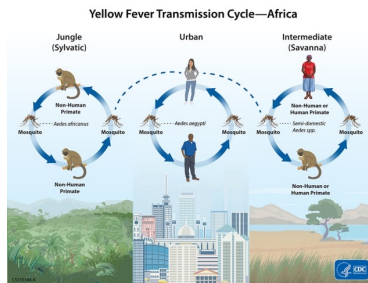 Yellow Fever Transmission Cycle—Africa
Jungle
(Sylvatic)
Non-Human
Primate
Mosquito
Aedes africanus
Mosquito
Non-Human
Primate
Urban
Mosquito
Aedes aegypti
Mosquito
Intermediate
(Savanna)
Non-Human or
Human Primate
Mosquito
Semi-domestic
Aedes spp.
Mosquito
Non-Human or
Human Primate
CDC